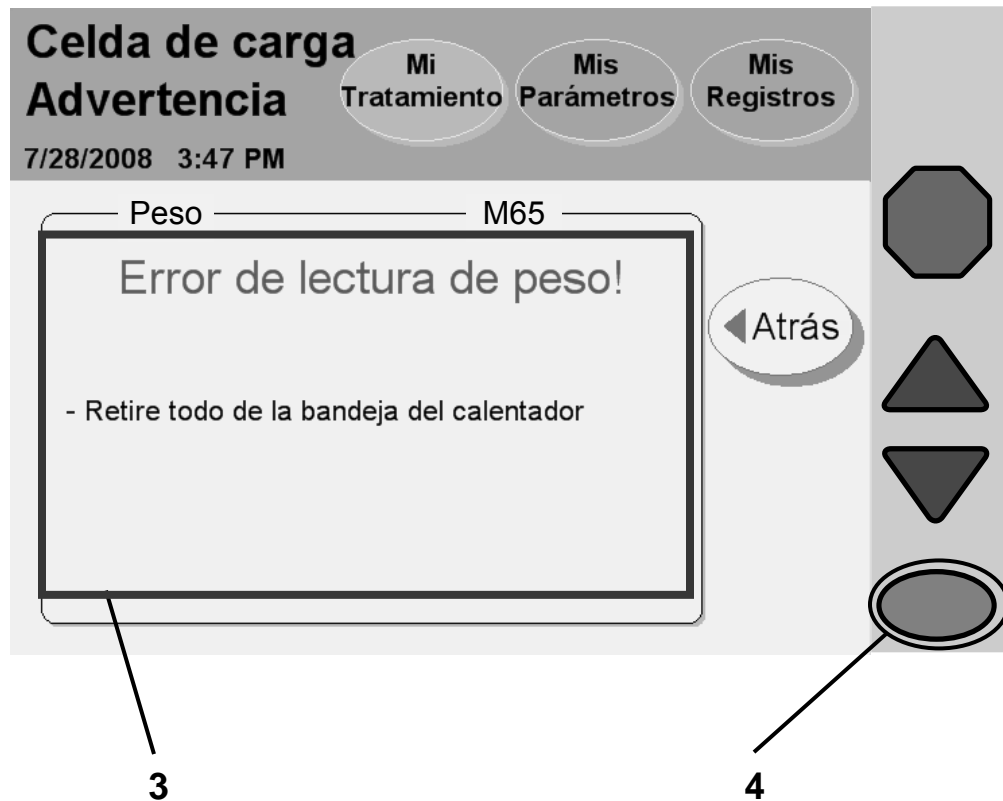 Celda de carga
Advertencia
7/28/2008 3:47 PM
Mi
Tratamiento
Mis
Parámetros
Mis
Registros
Peso
M65
Error de lectura de peso!
- Retire todo de la bandeja del calentador
Atrás
3
4